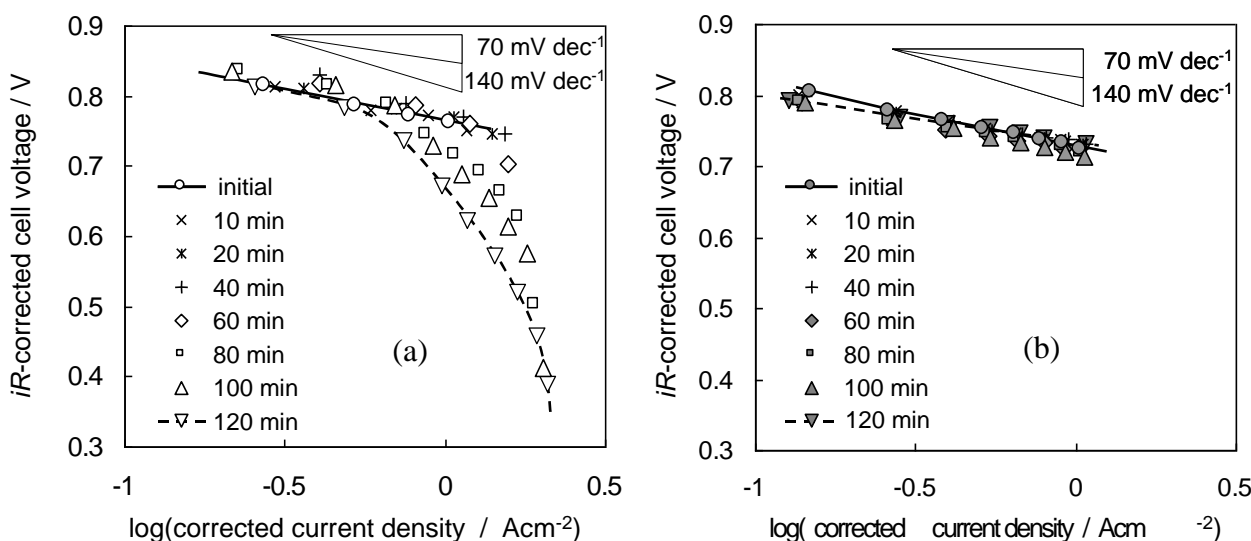 0.9
0.8
0.7
0.6
0.5
0.4
0.3
iR-corrected cell voltage / V
70 mV dec-1
140 mV dec-1
initial
10 min
20 min
40 min
60 min
80 min
100 min
120 min
(a)
-1
-0.5
0
0.5
log(corrected current density / Acm-2)
0.9
0.8
0.7
0.6
0.5
0.4
0.3
iR-corrected cell voltage / V
70 mV dec-1
140 mV dec-1
initial
10 min
20 min
40 min
60 min
80 min
100 min
120 min
(b)
-1
-0.5
0
0.5
log( corrected current density / Acm -2)